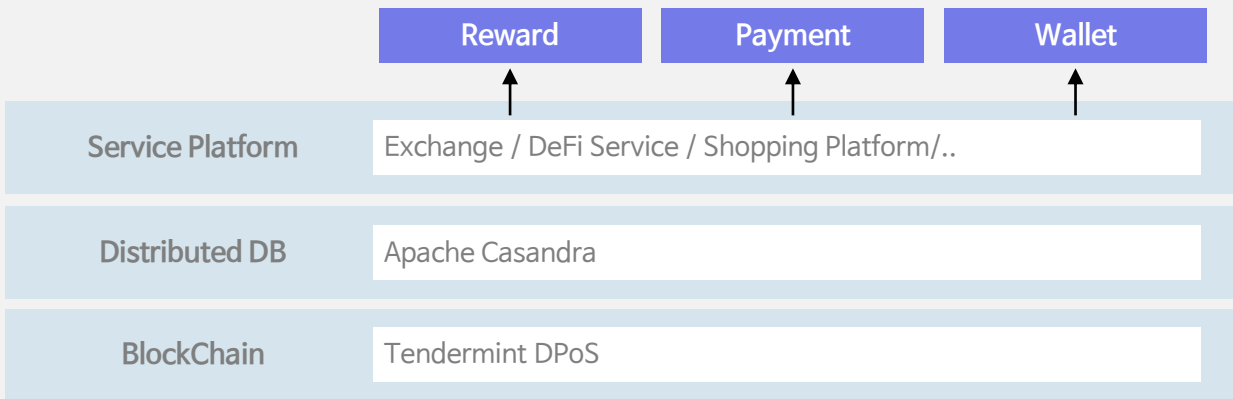 Reward Payment Wallet
Service Platform Exchange / DeFi Service / Shopping Platform/..
Distributed DB Apache Casandra
BlockChain Tendermint DPoS